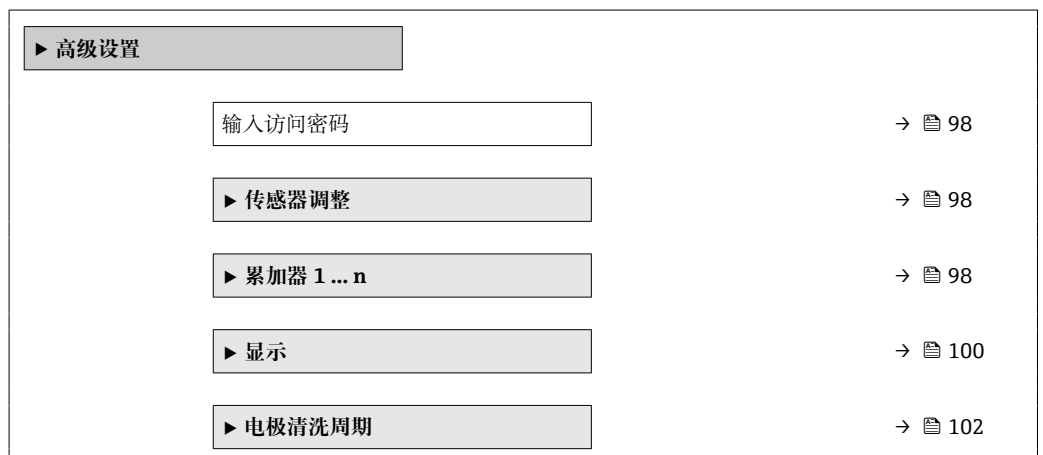 ▶ 高级设置
输入访问密码 → 🖹 98
▶ 传感器调整 → 🖹 98
▶ 累加器 1 … n → 🖹 98
▶ 显示 → 🖹 100
▶ 电极清洗周期 → 🖹 102